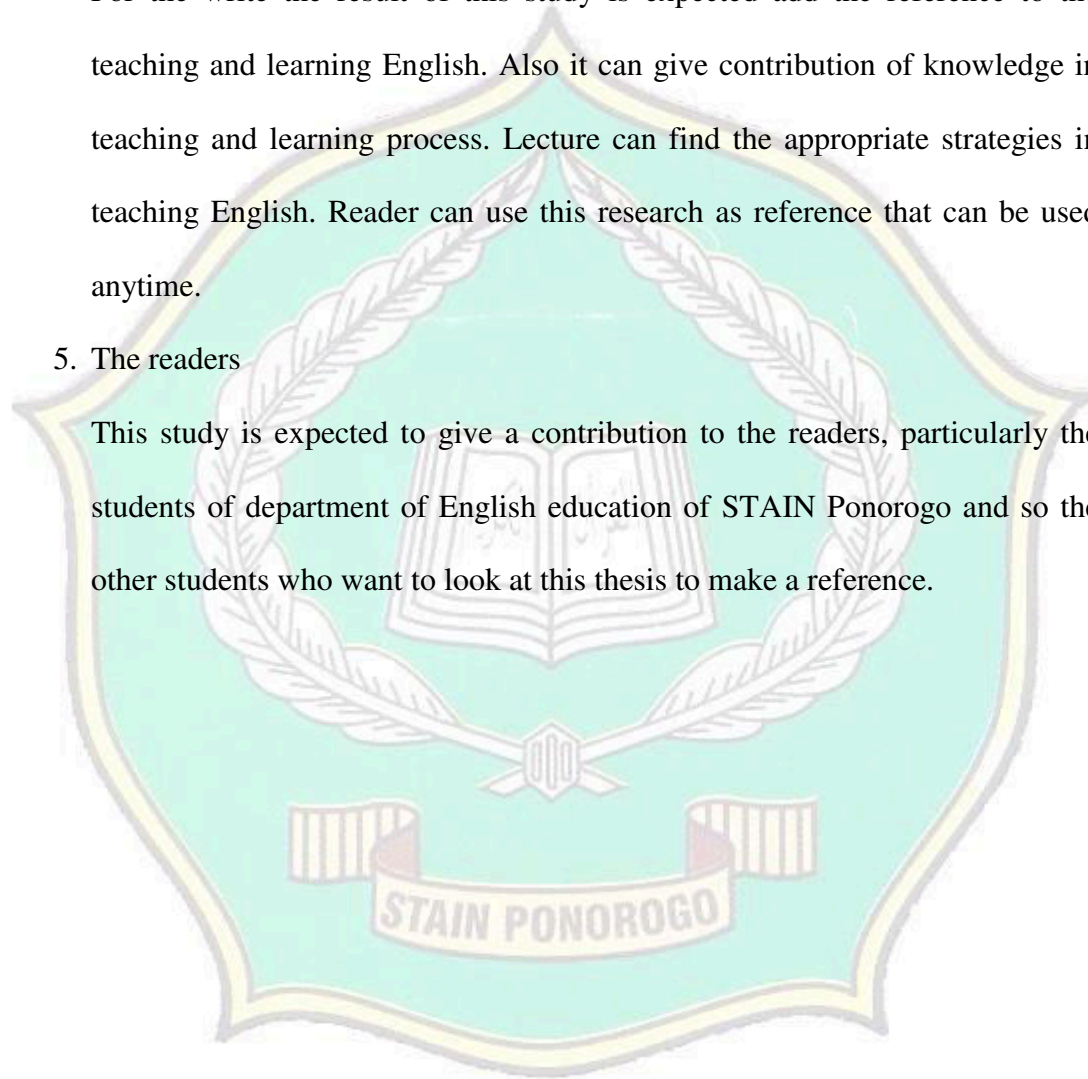 For the write the result of this study is expected add the reference to the
teaching and learning English. Also it can give contribution of knowledge in
teaching and learning process. Lecture can find the appropriate strategies in
teaching English. Reader can use this research as reference that can be used
anytime.
5. The readers
This study is expected to give a contribution to the readers, particularly the
students of department of English education of STAIN Ponorogo and so the
other students who want to look at this thesis to make a reference.
STAIN PONOROGO